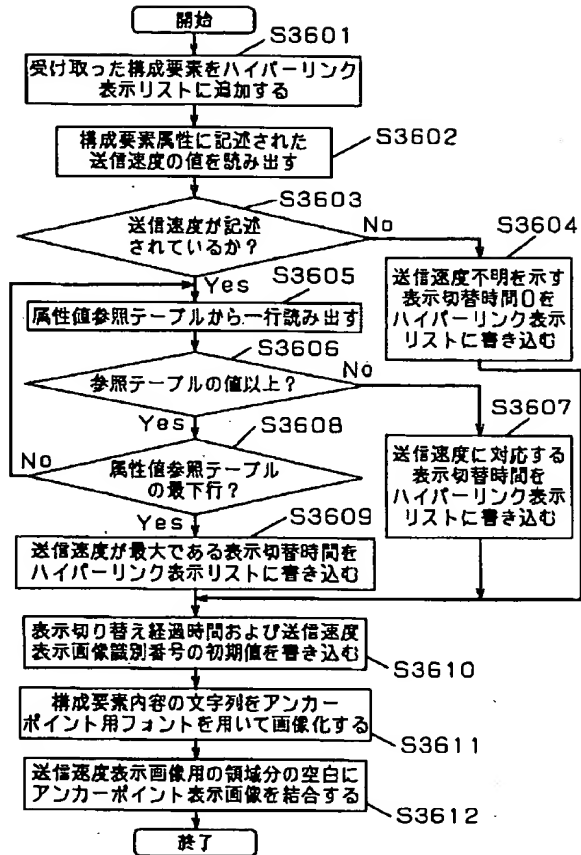 開始
S3601
受け取った構成要素をハイパーリンク
表示リストに追加する
S3602
構成要素属性に記述された
送信速度の値を読み出す
S3603
送信速度が記述
されているか?
No
Yes
S3604
送信速度不明を示す
表示切替時間0を
ハイパーリンク表示
リストに書き込む
S3605
属性値参照テーブルから一行読み出す
S3606
参照テーブルの値以上?
No
Yes
S3607
送信速度に対応する
表示切替時間を
ハイパーリンク表示
リストに書き込む
S3608
属性値参照テーブル
の最下行?
No
Yes
S3609
送信速度が最大である表示切替時間を
ハイパーリンク表示リストに書き込む
表示切り替え経過時間および送信速度
表示画像識別番号の初期値を書き込む
S3610
構成要素内容の文字列をアンカー
ポイント用フォントを用いて画像化する
S3611
送信速度表示画像用の領域分の空白に
アンカーポイント表示画像を結合する
S3612
終了